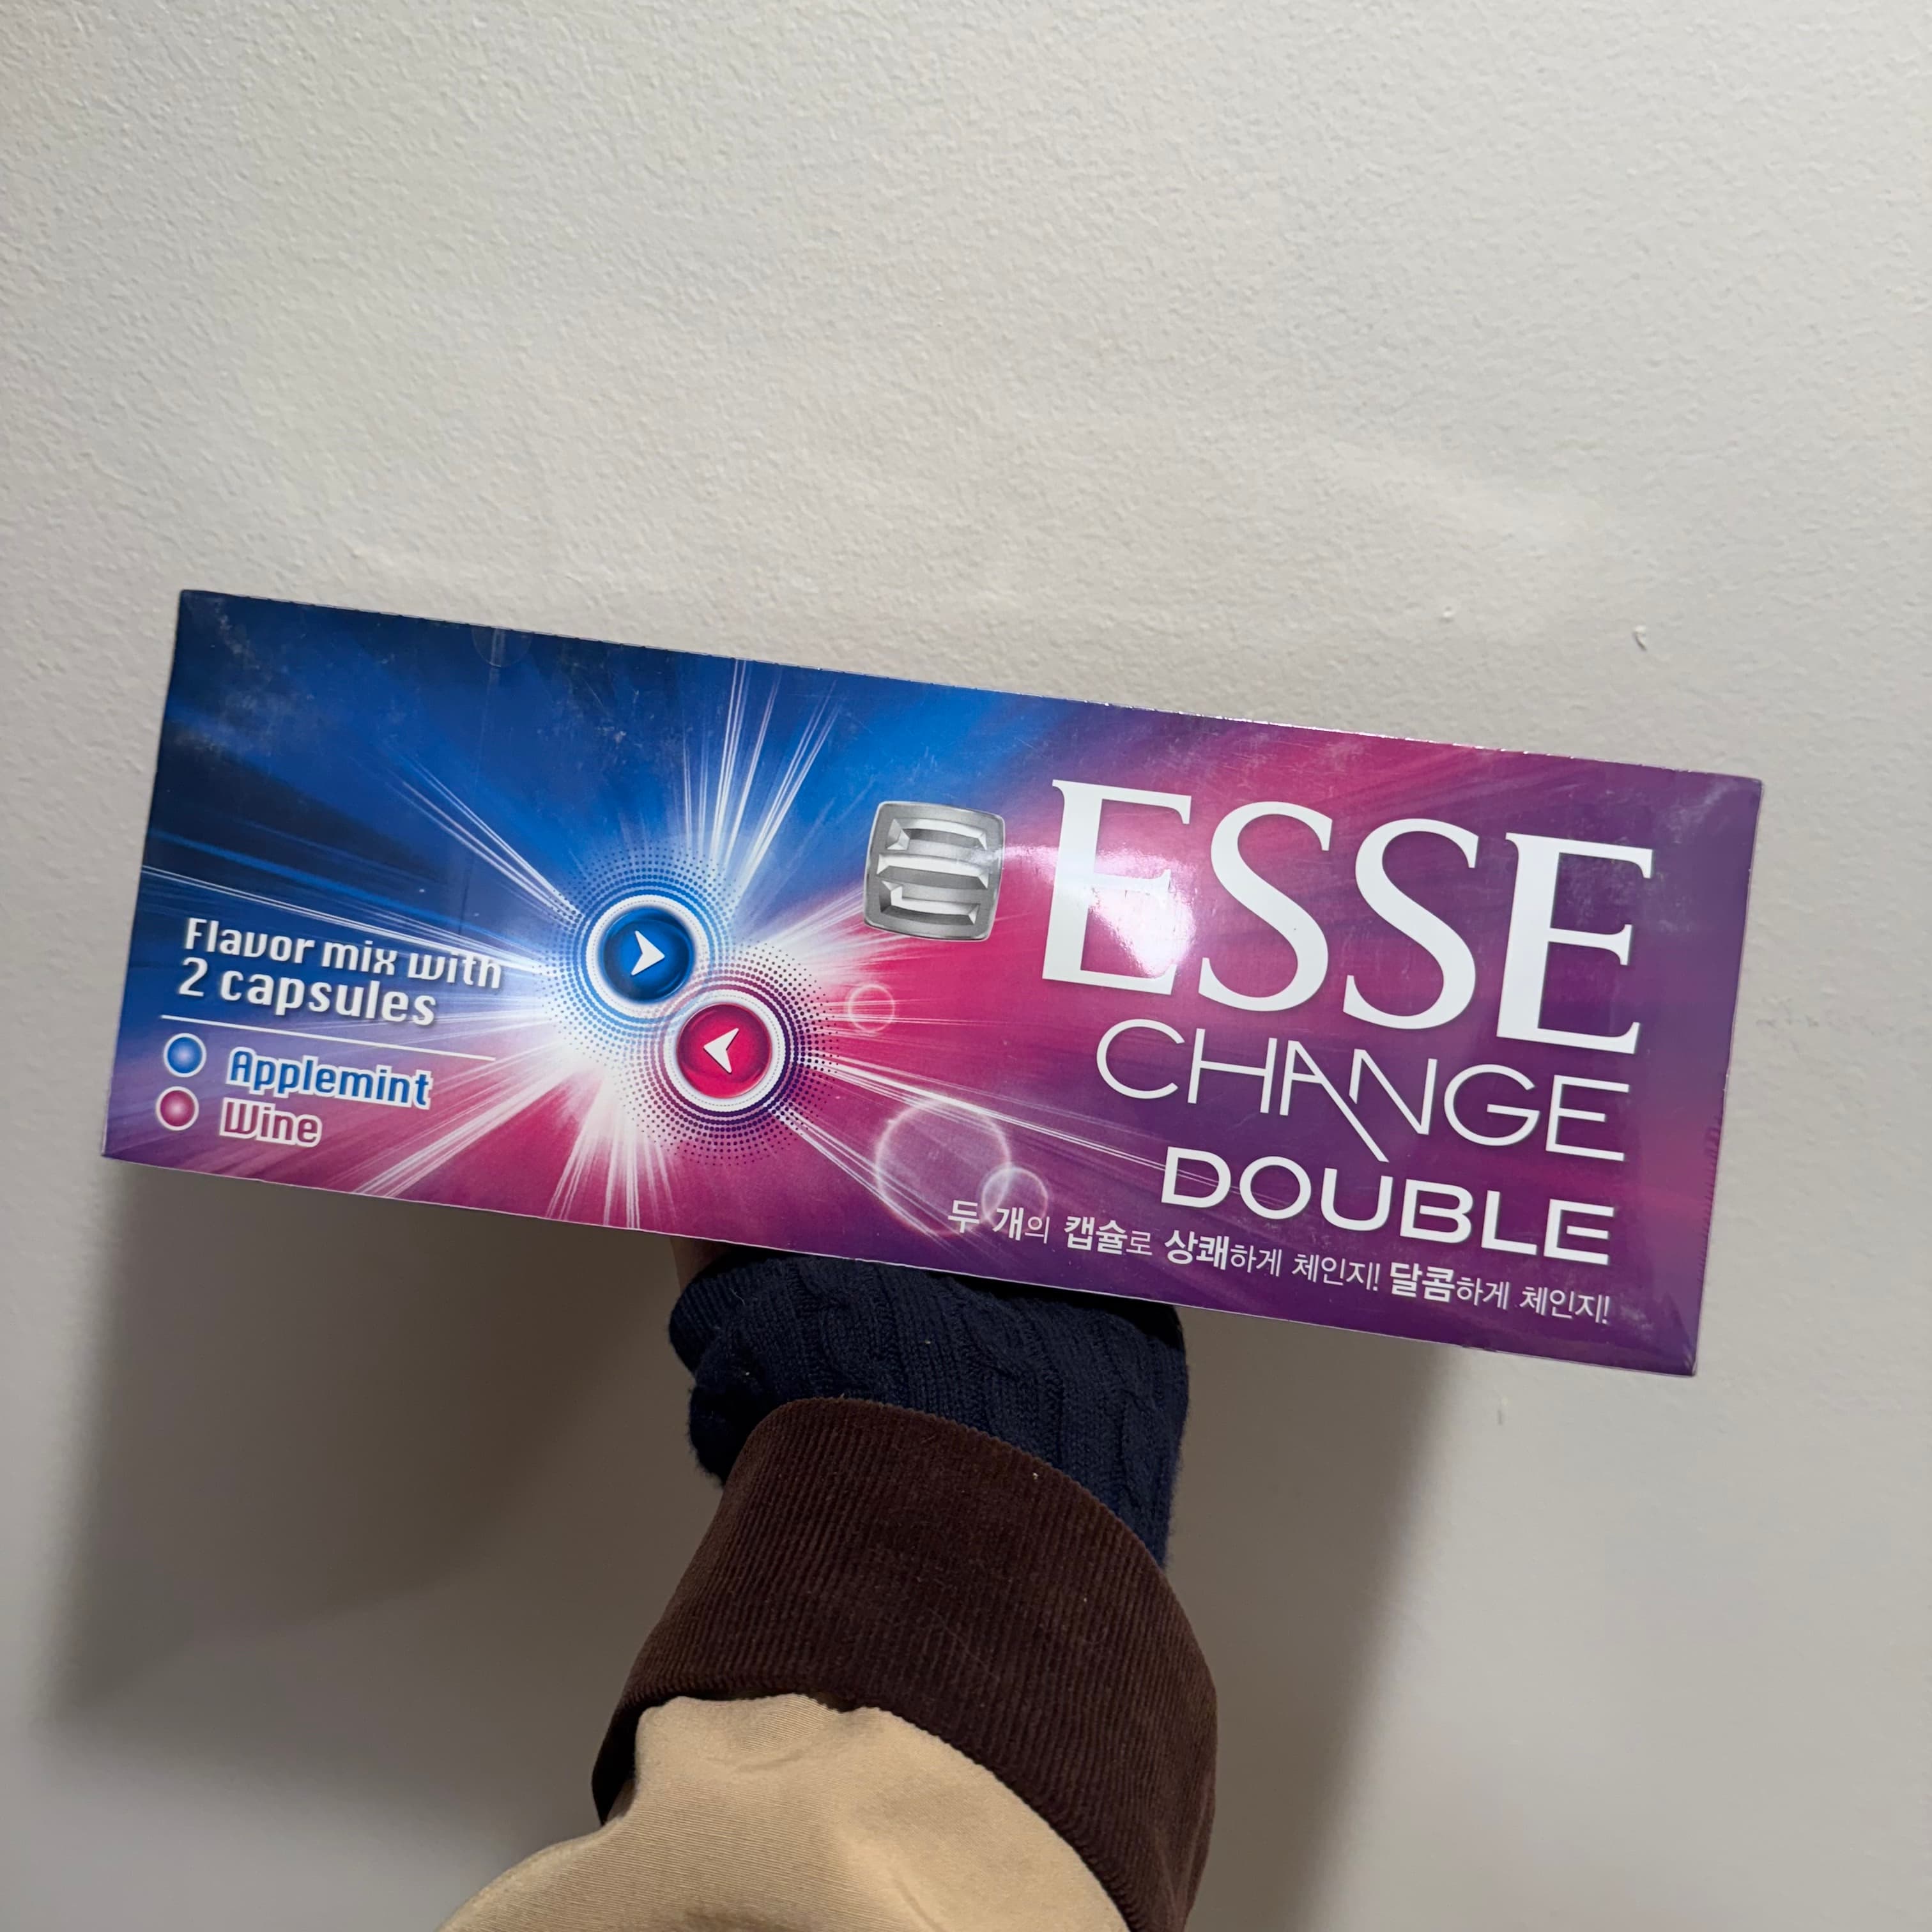 Flavor mix with
2 capsules
Applemint
Wine
ESSE
CHANGE
DOUBLE
두 개의 캡슐로 상쾌하게 체인지! 달콤하게 체인지!